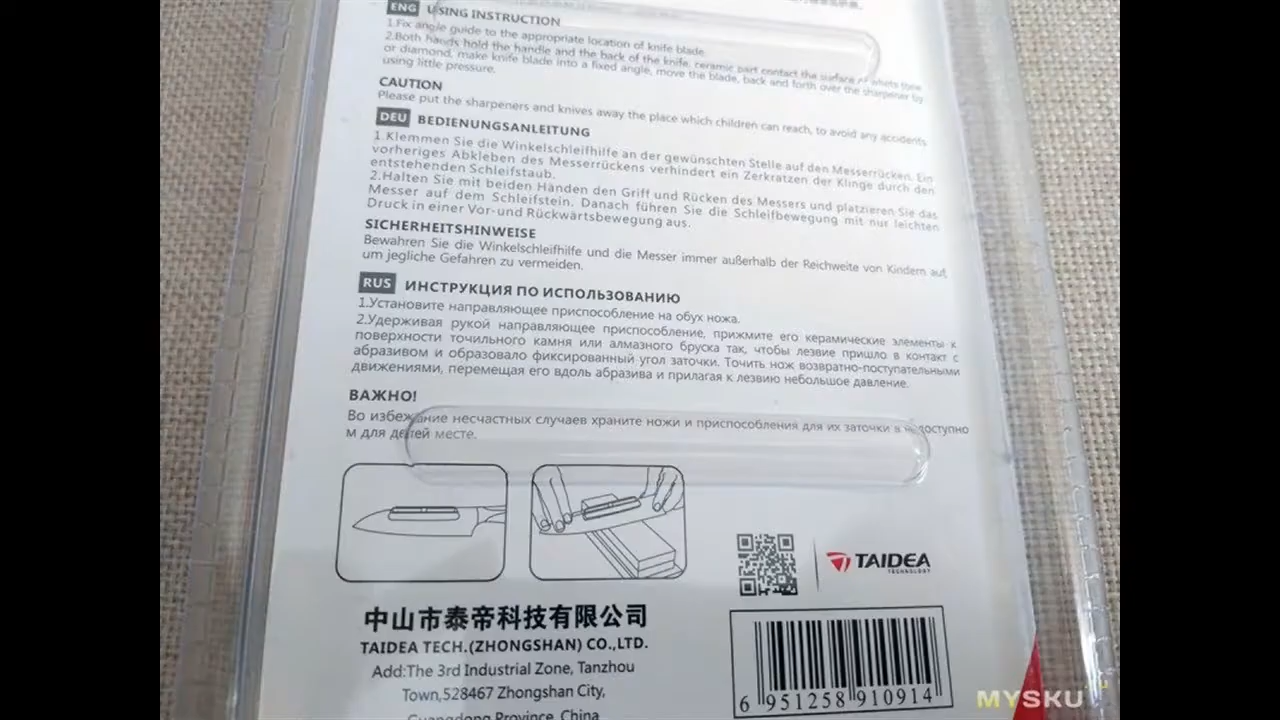 ENG USING INSTRUCTION
1.Fix angle guide to the appropriate location of knife blade.
2.Both hands hold the handle and the back of the knife, ceramic part contact the surface of whets tone
or diamond, make knife blade into a fixed angle, move the blade, back and forth over the sharpener by
using little pressure.
CAUTION
Please put the sharpeners and knives away the place which children can reach, to avoid any accidents
DEU BEDIENUNGSANLEITUNG
1.Klemmen Sie die Winkelschleifhilfe an der gewünschten Stelle auf den Messerrücken. Ein
vorheriges Abkleben des Messerrückens verhindert ein Zerkratzen der Klinge durch den
entstehenden Schleifstaub.
2.Halten Sie mit beiden Händen den Griff und Rücken des Messers und platzieren Sie das
Messer auf dem Schleifstein. Danach führen Sie die Schleifbewegung mit nur leichten
Druck in einer Vor-und Rückwärtsbewegung aus.
SICHERHEITSHINWEISE
Bewahren Sie die Winkelschleifhilfe und die Messer immer außerhalb der Reichweite von Kindern auf,
um jegliche Gefahren zu vermeiden.
RUS ИНСТРУКЦИЯ ПО ИСПОЛЬЗОВАНИЮ
1.Установите направляющее приспособление на обух ножа.
2.Удерживая рукой направляющее приспособление, прижмите его керамические элементы к
поверхности точильного камня или алмазного бруска так, чтобы лезвие пришло в контакт с
абразивом и образовало фиксированный угол заточки. Точить нож возвратно-поступательными
движениями, перемещая его вдоль абразива и прилагая к лезвию небольшое давление.
ВАЖНО!
Во избежание несчастных случаев храните ножи и приспособления для их заточки в недоступно
м для детей месте.
TAIDEA
TECHNOLOGY
中山市泰帝科技有限公司
TAIDEA TECH.(ZHONGSHAN) CO.,LTD.
Add:The 3rd Industrial Zone, Tanzhou
Town,528467 Zhongshan City,
Guangdong Province, China
6 951258 910914
MYSKU